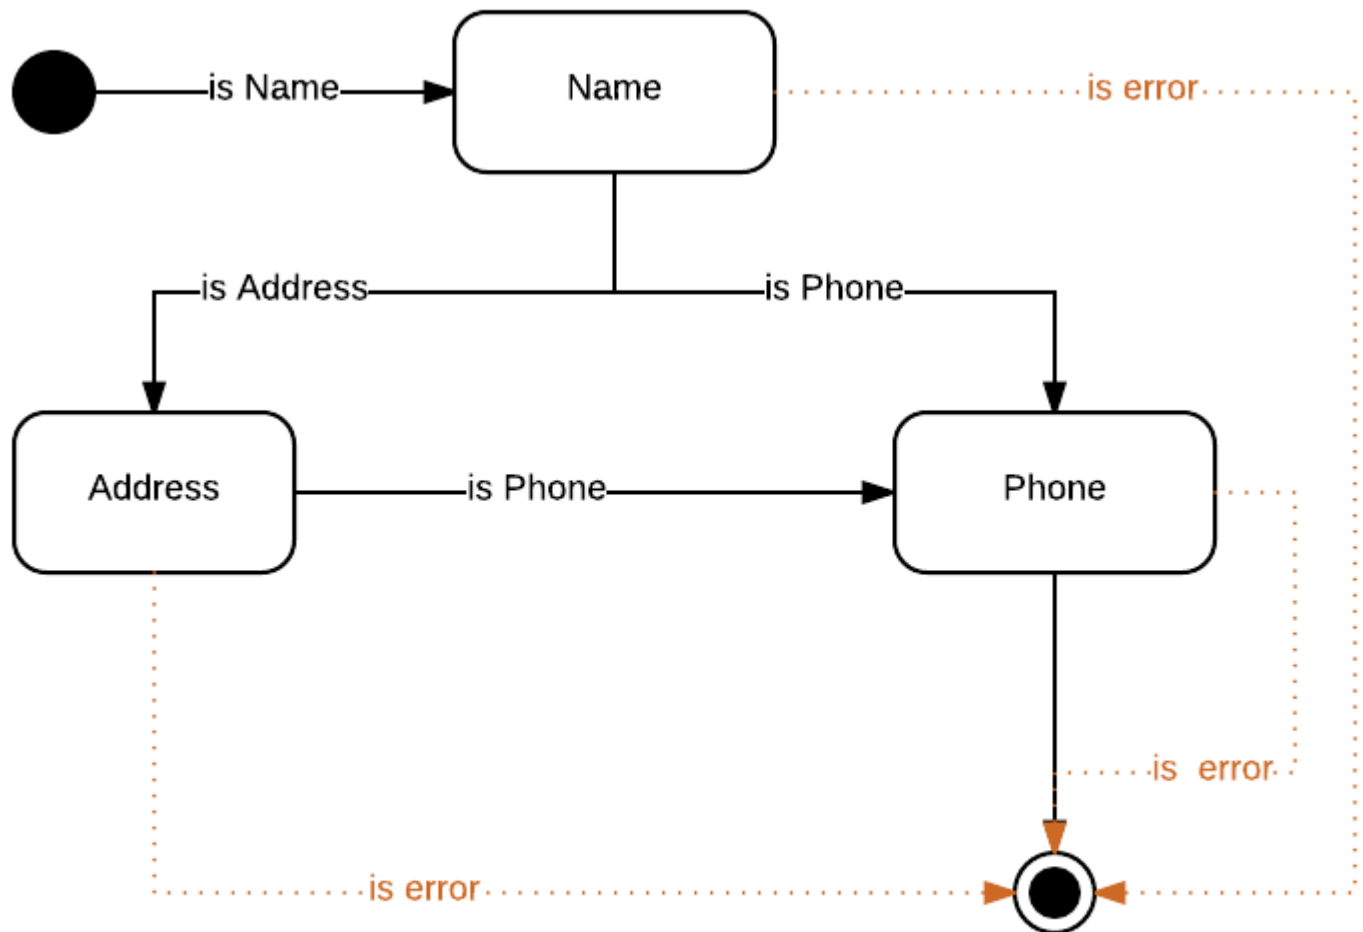 is Name
Name
is error
is Address
is Phone
Address
is Phone
Phone
is error
is error